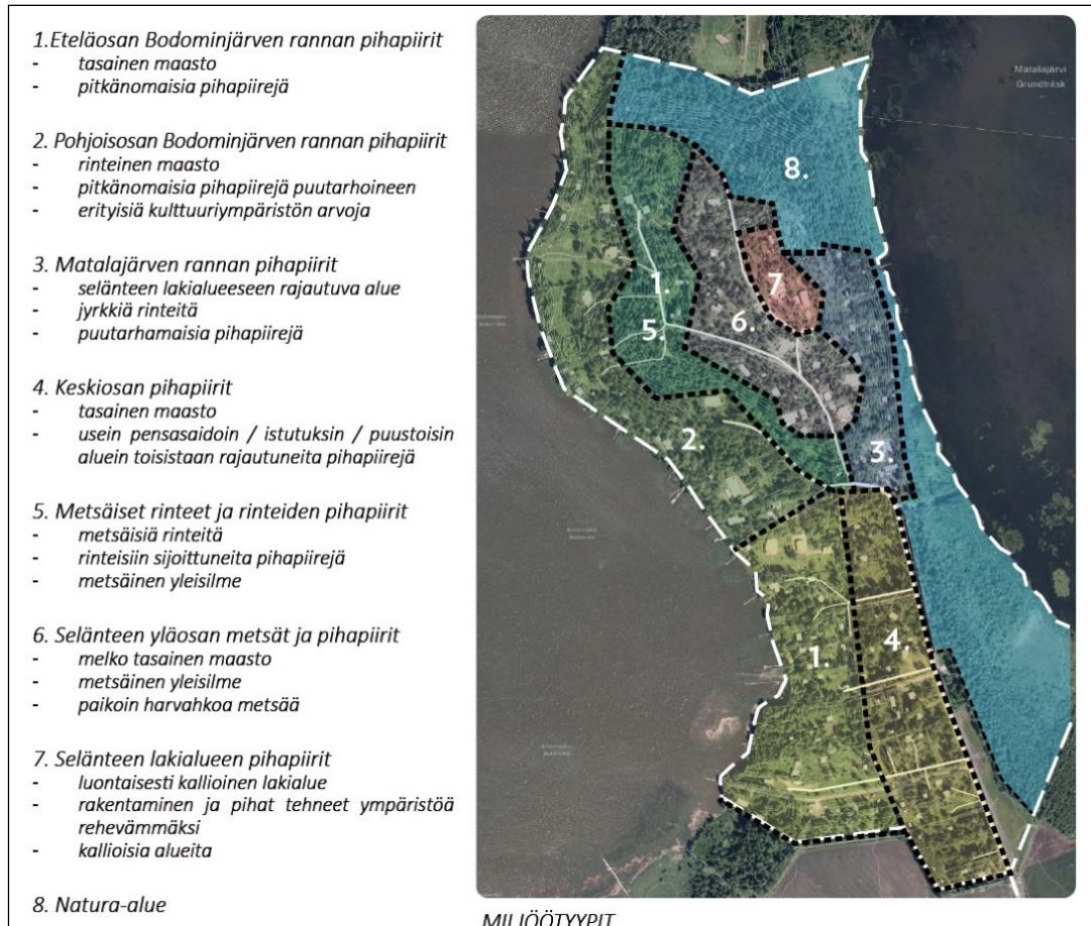 1.Eteläosan Bodominjärven rannan pihapiirit
- tasainen maasto
- pitkänomaisia pihapiirejä
2. Pohjoisosan Bodominjärven rannan pihapiirit
- rinteinen maasto
- pitkänomaisia pihapiirejä puutarhoineen
- erityisiä kulttuuriympäristön arvoja
3. Matalajärven rannan pihapiirit
- selänteen lakialueeseen rajautuva alue
- jyrkkiä rinteitä
- puutarhamaisia pihapiirejä
4. Keskiosan pihapiirit
- tasainen maasto
- usein pensasaidoin / istutuksin / puustoisin
aluein toisistaan rajautuneita pihapiirejä
5. Metsäiset rinteet ja rinteiden pihapiirit
- metsäisiä rinteitä
- rinteisiin sijoittuneita pihapiirejä
- metsäinen yleisilme
6. Selänteen yläosan metsät ja pihapiirit
- melko tasainen maasto
- metsäinen yleisilme
- paikoin harvahkoa metsää
7. Selänteen lakialueen pihapiirit
- luontaisesti kallioinen lakialue
- rakentaminen ja pihat tehneet ympäristöä
rehevämmäksi
- kallioisia alueita
8. Natura-alue
Matalajärvi
Grundträsk
8.
7
1.
6.
5.
2.
3.
1.
4.
MILJÖÖTYYPIT